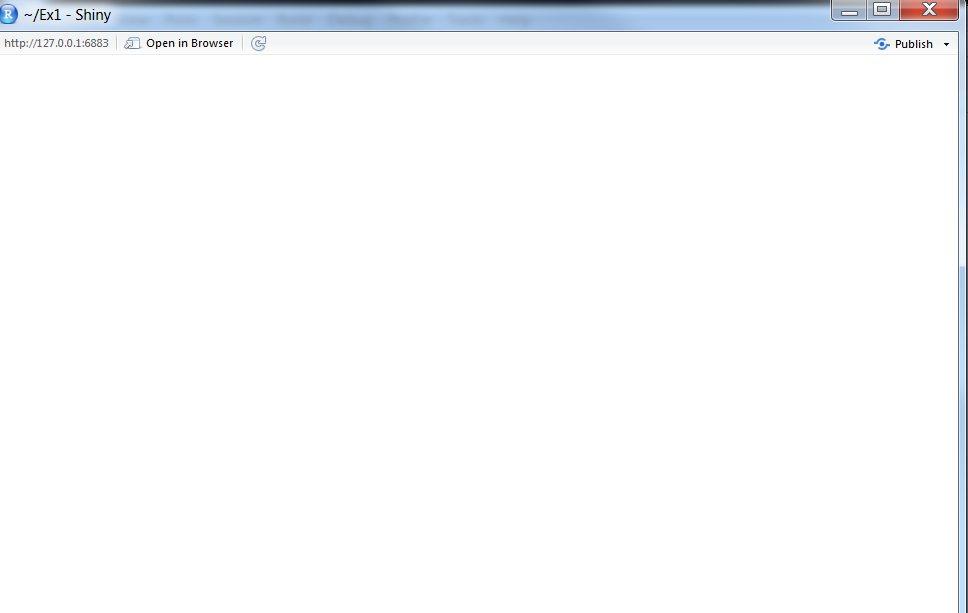 R ~/Ex1 - Shiny
http://127.0.0.1:6883 Open in Browser Publish